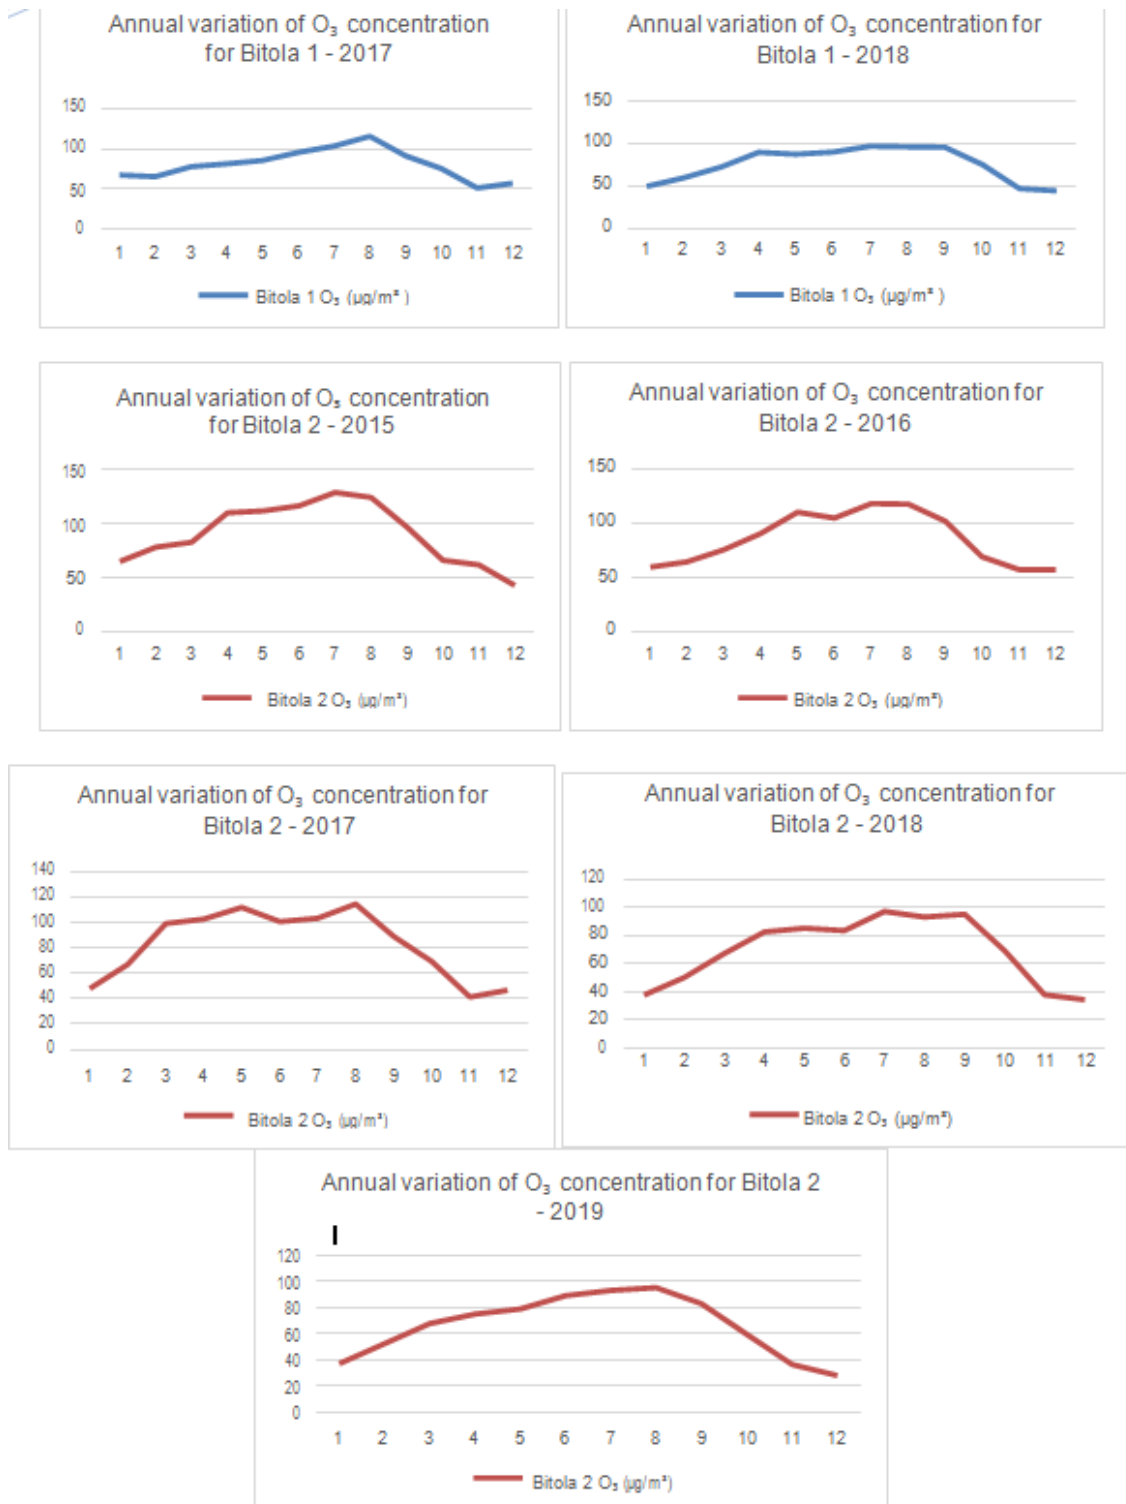 Annual variation of O₃ concentration
for Bitola 1 - 2017
150
100
50
0
1 2 3 4 5 6 7 8 9 10 11 12
Bitola 1 O₃ (µg/m³ )
Annual variation of O₃ concentration for
Bitola 1 - 2018
150
100
50
0
1 2 3 4 5 6 7 8 9 10 11 12
Bitola 1 O₃ (µg/m³ )
Annual variation of O₃ concentration
for Bitola 2 - 2015
150
100
50
0
1 2 3 4 5 6 7 8 9 10 11 12
Bitola 2 O₃ (µg/m³)
Annual variation of O₃ concentration for
Bitola 2 - 2016
150
100
50
0
1 2 3 4 5 6 7 8 9 10 11 12
Bitola 2 O₃ (µg/m³)
Annual variation of O₃ concentration for
Bitola 2 - 2017
140
120
100
80
60
40
20
0
1 2 3 4 5 6 7 8 9 10 11 12
Bitola 2 O₃ (µg/m³)
Annual variation of O₃ concentration for
Bitola 2 - 2018
120
100
80
60
40
20
0
1 2 3 4 5 6 7 8 9 10 11 12
Bitola 2 O₃ (µg/m³)
Annual variation of O₃ concentration for Bitola 2
- 2019
120
100
80
60
40
20
0
1 2 3 4 5 6 7 8 9 10 11 12
Bitola 2 O₃ (µg/m³)